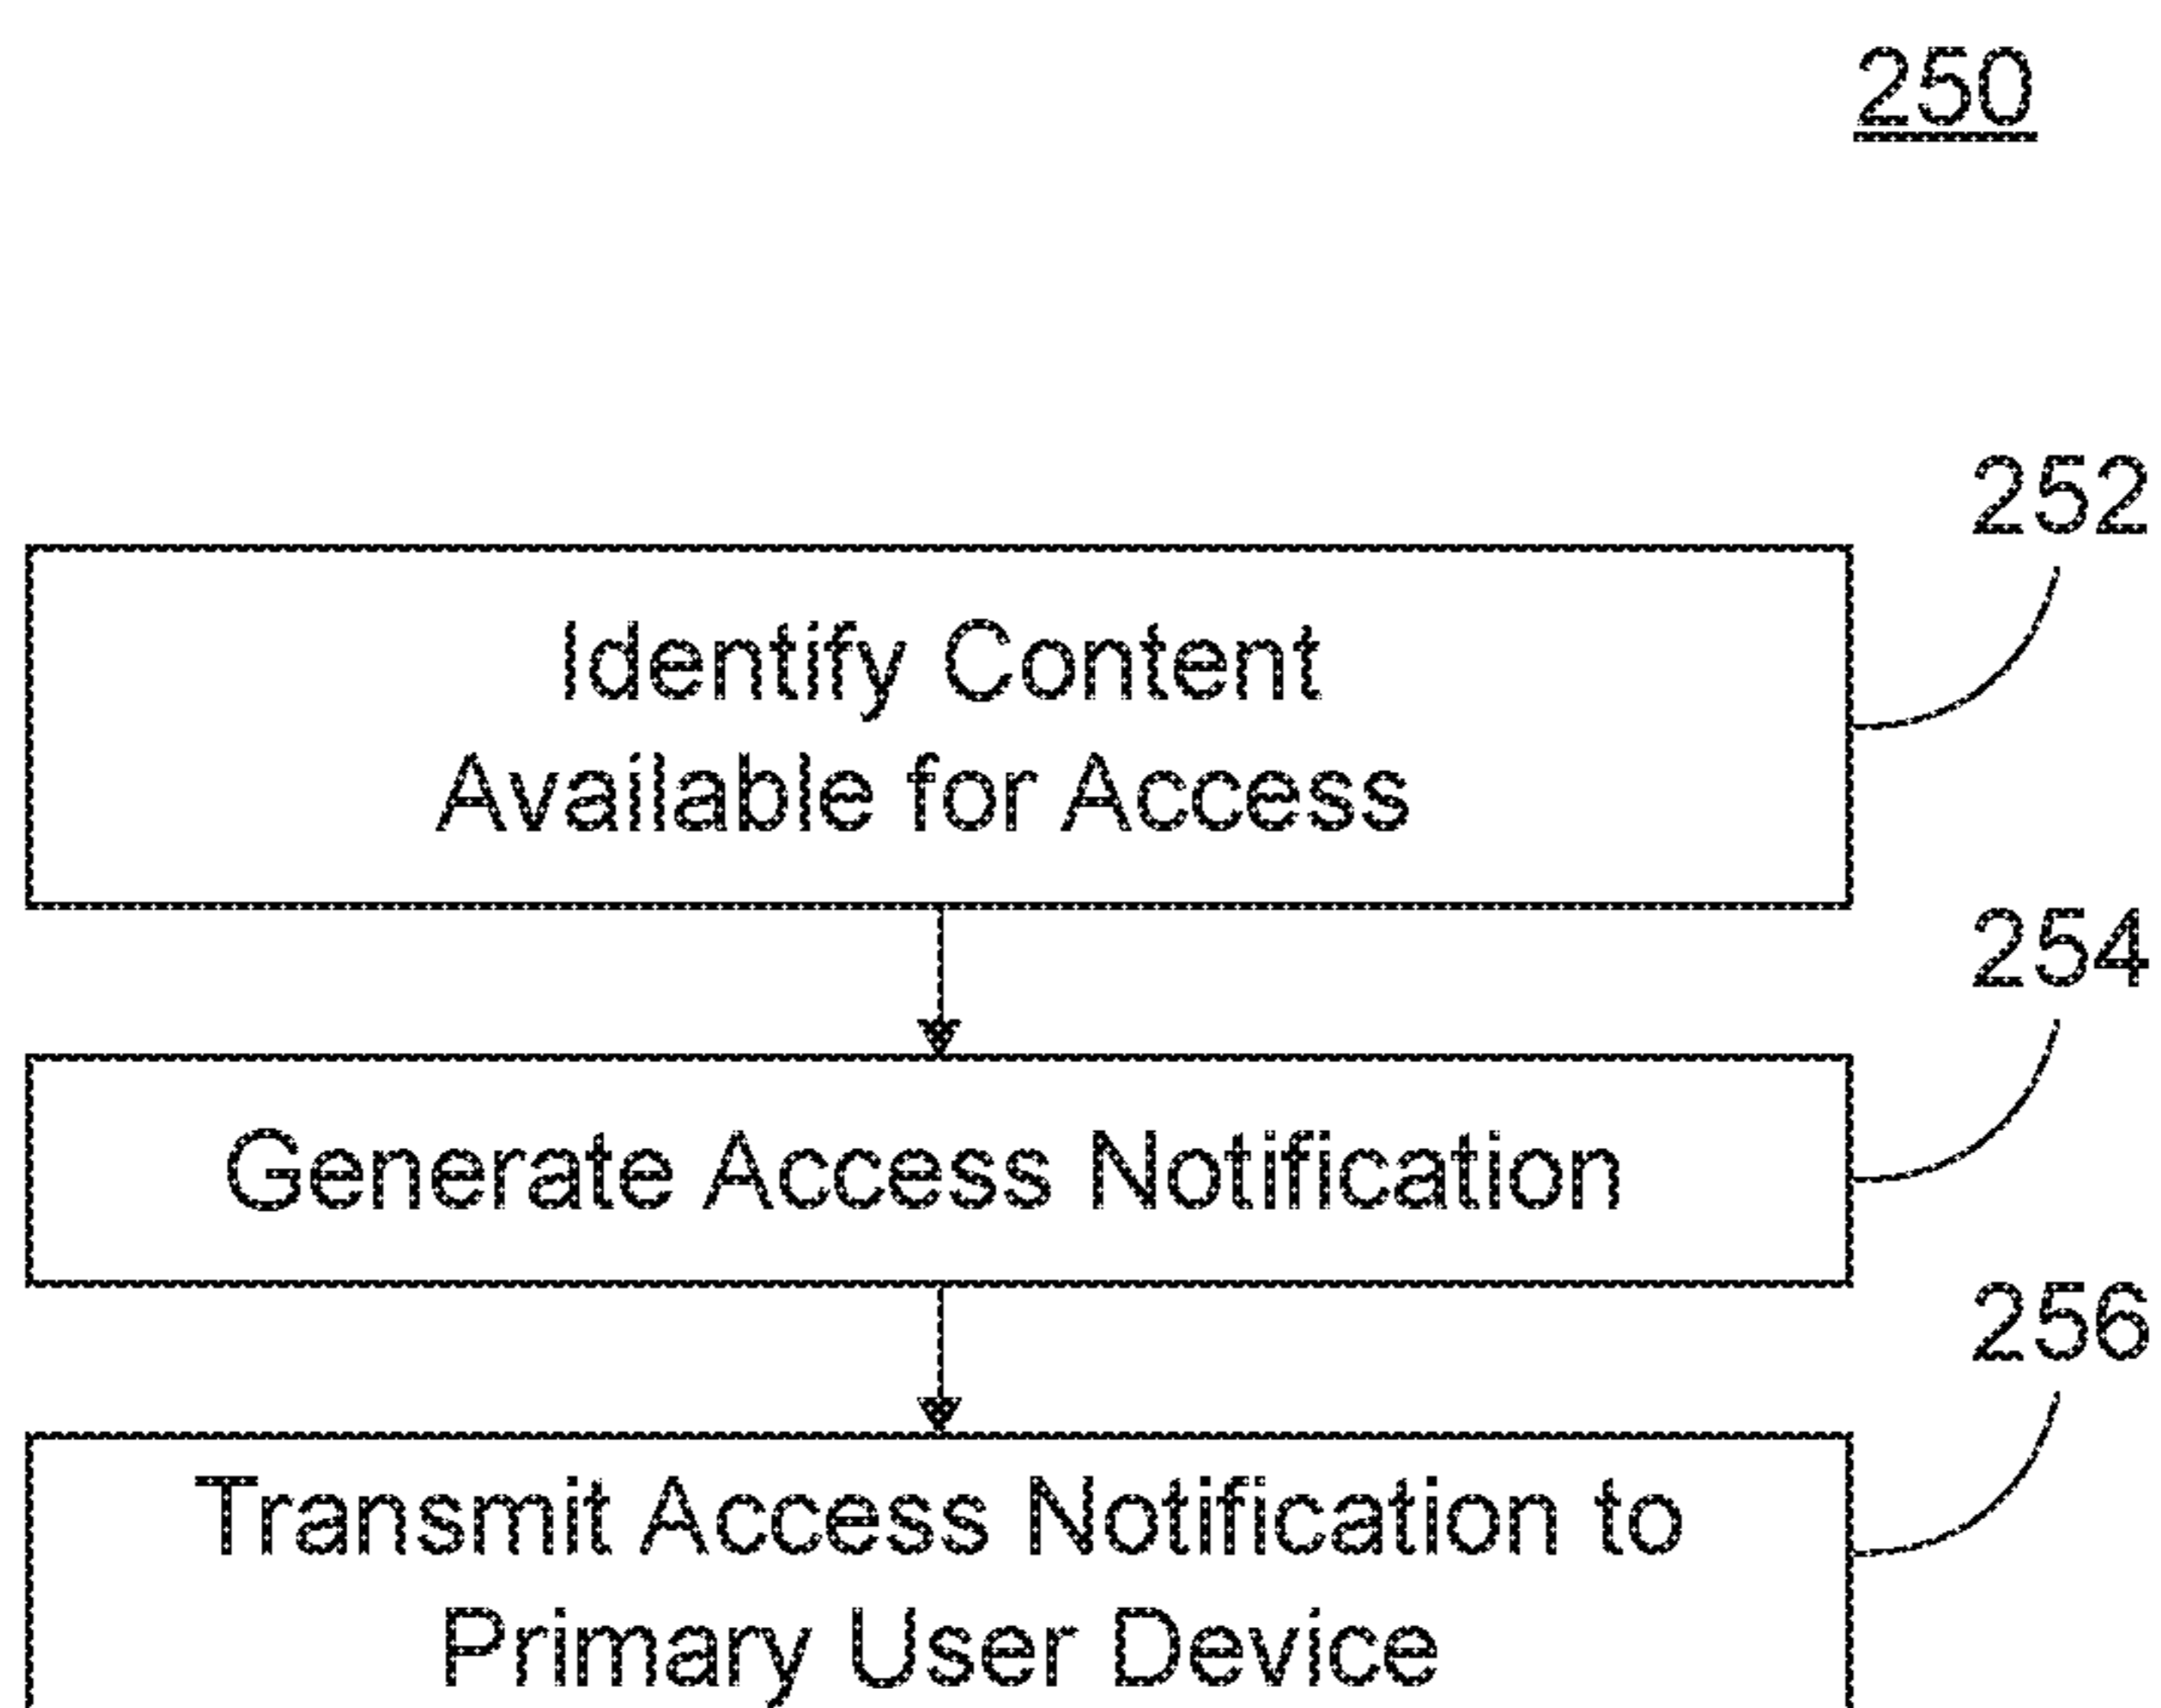 250
252
Identify Content
Available for Access
254
Generate Access Notification
256
Transmit Access Notification to
Primary User Device